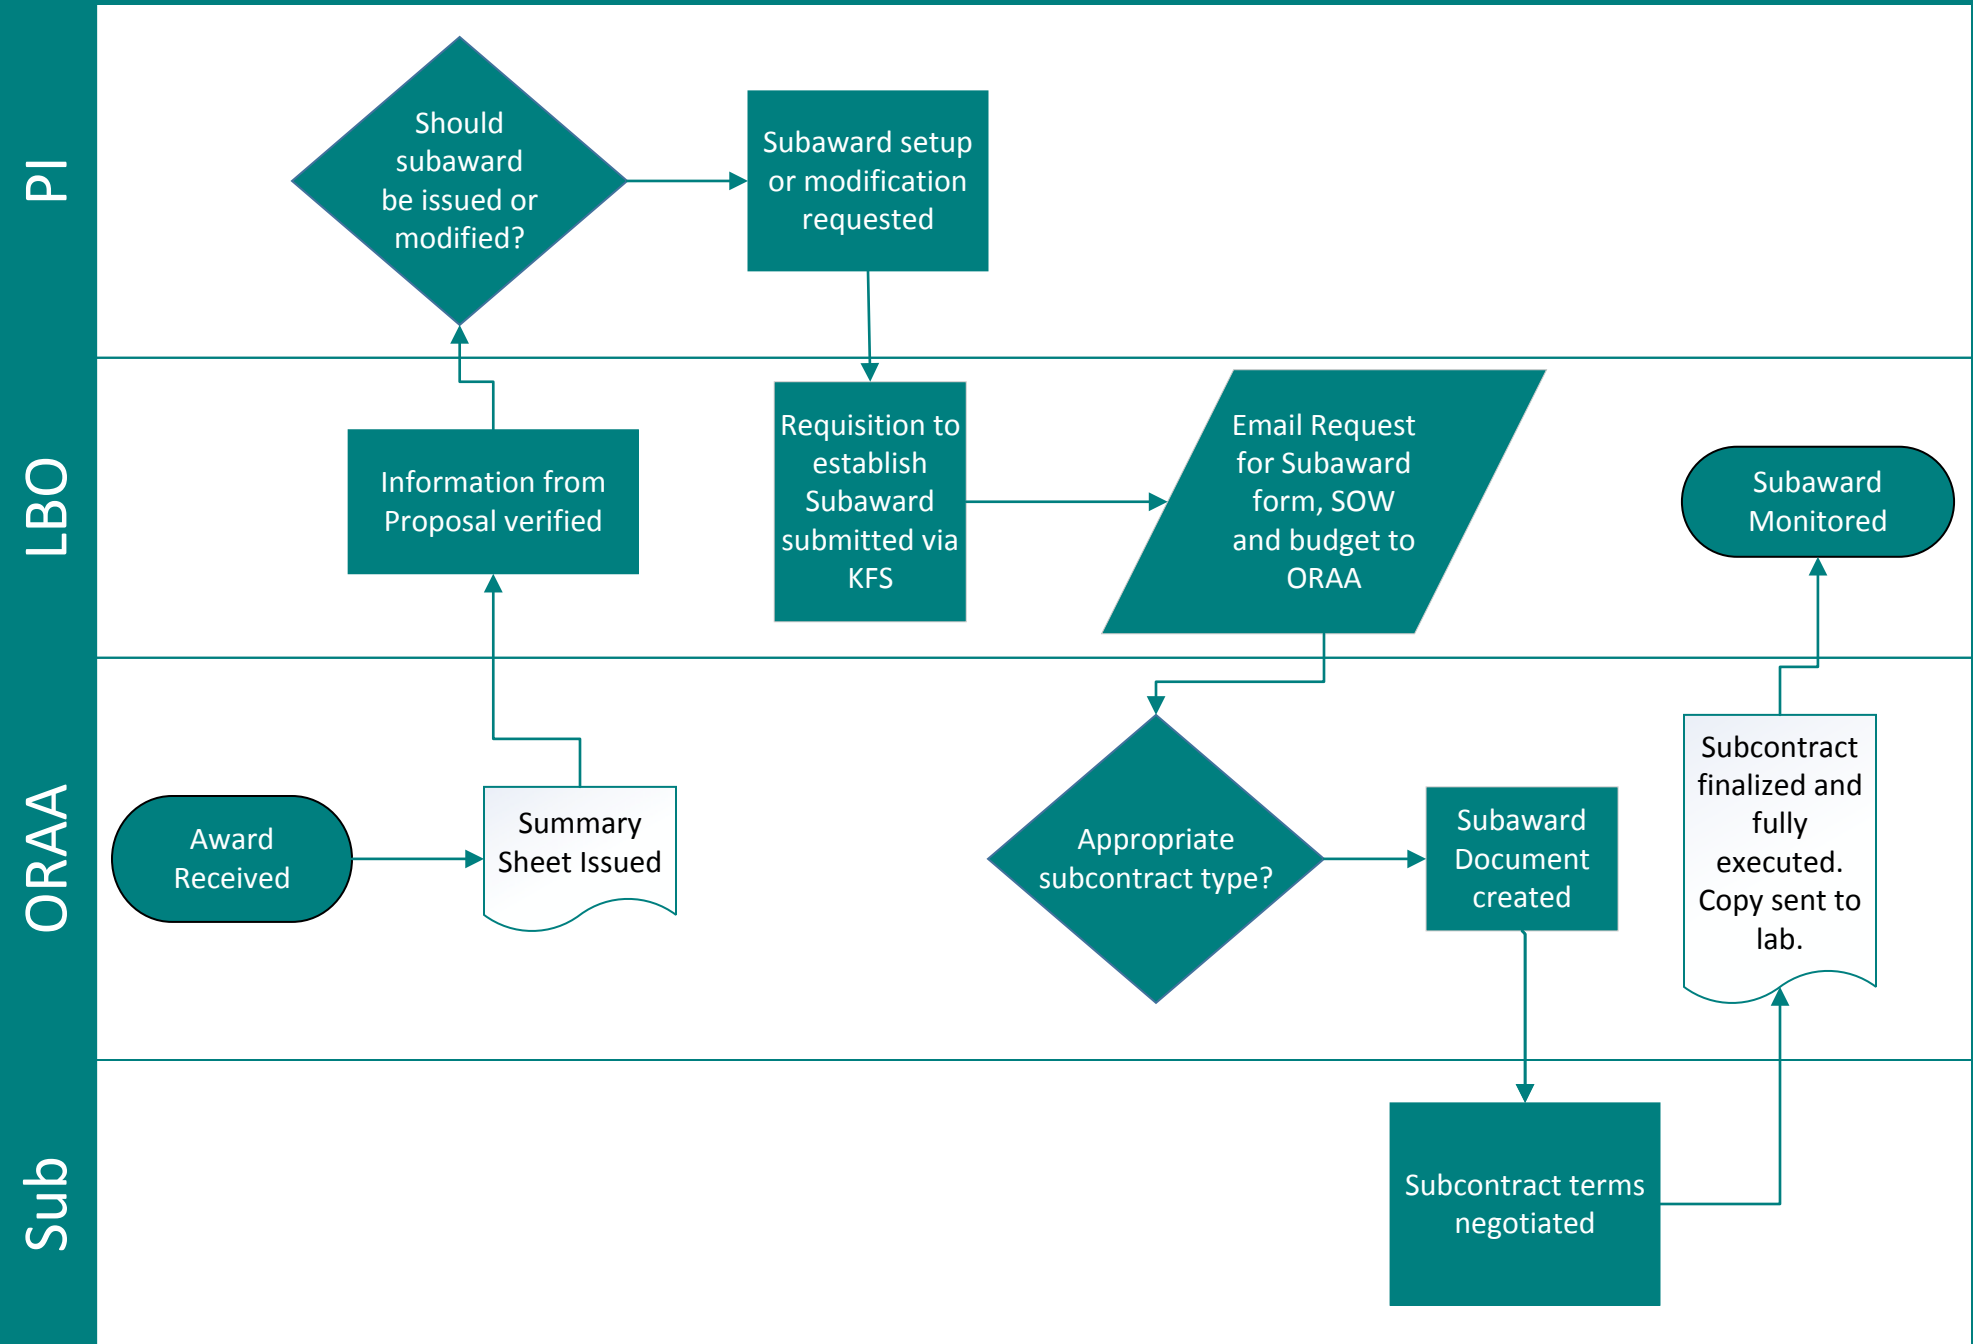 PI
Should
subaward
be issued or
modified?
Subaward setup
or modification
requested
LBO
Information from
Proposal verified
Requisition to
establish
Subaward
submitted via
KFS
Email Request
for Subaward
form, SOW
and budget to
ORAA
Subaward
Monitored
ORAA
Award
Received
Summary
Sheet Issued
Appropriate
subcontract type?
Subaward
Document
created
Subcontract
finalized and
fully
executed.
Copy sent to
lab.
Sub
Subcontract terms
negotiated